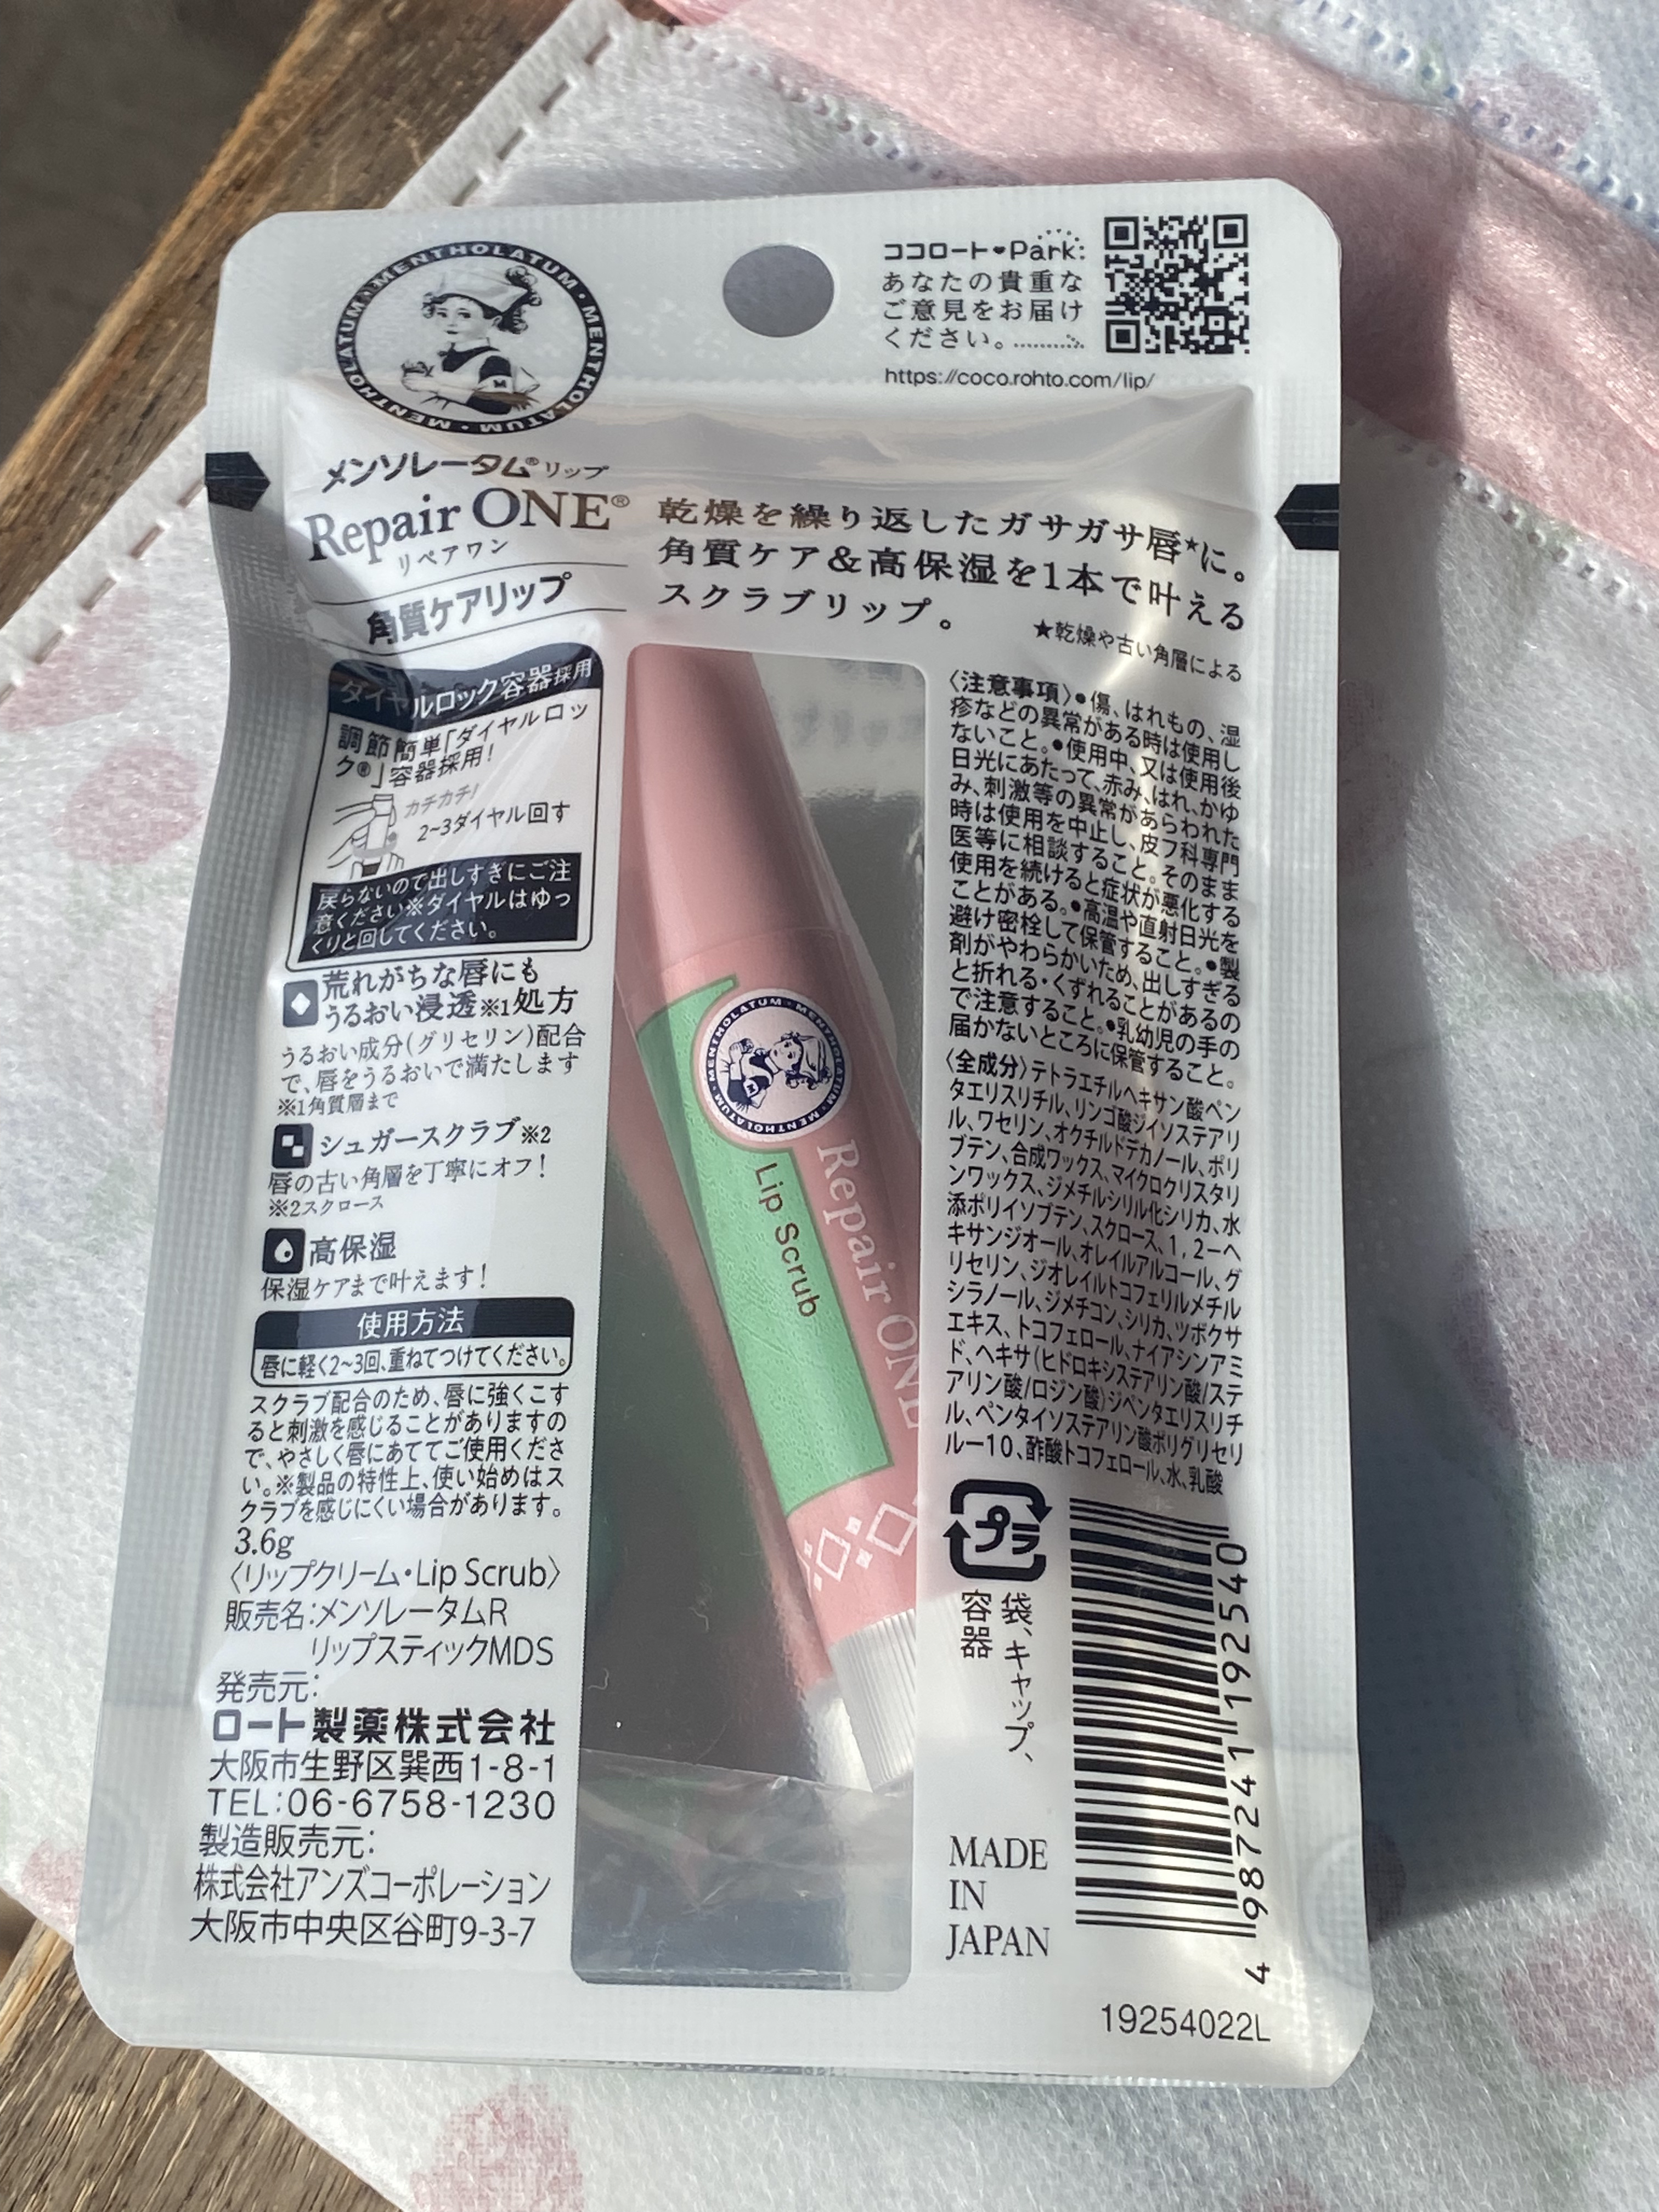 MENTHOLATUM・MENTHOLATUM・MENTHOLATUM・MENTHOLATUM
ココロート♥Park:
あなたの貴重な
ご意見をお届け
ください。
https://coco.rohto.com/lip/
メンソレータム®リップ
Repair ONE®
リペアワン
角質ケアリップ
乾燥を繰り返したガサガサ唇★に。
角質ケア&高保湿を1本で叶える
スクラブリップ。
★乾燥や古い角層による
ダイヤルロック容器採用
調節簡単「ダイヤルロッ
ク®」容器採用!
カチカチ!
2~3ダイヤル回す
戻らないので出しすぎにご注
意ください※ダイヤルはゆっ
くりと回してください。
荒れがちな唇にも
うるおい浸透※1処方
うるおい成分(グリセリン)配合
で、唇をうるおいで満たします
※1角質層まで
シュガースクラブ※2
唇の古い角層を丁寧にオフ!
※2スクロース
高保湿
保湿ケアまで叶えます!
使用方法
唇に軽く2~3回、重ねてつけてください。
スクラブ配合のため、唇に強くこす
ると刺激を感じることがありますの
で、やさしく唇にあててご使用くださ
い。※製品の特性上、使い始めはス
クラブを感じにくい場合があります。
3.6g
〈リップクリーム・Lip Scrub〉
販売名:メンソレータムR
リップスティックMDS
発売元:
ロート製薬株式会社
大阪市生野区巽西1-8-1
TEL:06-6758-1230
製造販売元:
株式会社アンズコーポレーション
大阪市中央区谷町9-3-7
MENTHOLATUM・MENTHOLATUM・MENTHOLATUM
Repair ONE
Lip Scrub
〈注意事項〉●傷、はれもの、湿
疹などの異常がある時は使用し
ないこと。●使用中、又は使用後
日光にあたって、赤み、はれ、かゆ
み、刺激等の異常があらわれた
時は使用を中止し、皮フ科専門
医等に相談すること。そのまま
使用を続けると症状が悪化する
ことがある。●高温や直射日光を
避け密栓して保管すること。●製
剤がやわらかいため、出しすぎる
と折れる・くずれることがあるの
で注意すること。●乳幼児の手の
届かないところに保管すること。
〈全成分〉テトラエチルヘキサン酸ペン
タエリスリチル、リンゴ酸ジイソステアリ
ル、ワセリン、オクチルドデカノール、ポリ
ブテン、合成ワックス、マイクロクリスタリ
ンワックス、ジメチルシリル化シリカ、水
添ポリイソブテン、スクロース、1,2-ヘ
キサンジオール、オレイルアルコール、グ
リセリン、ジオレイルトコフェリルメチル
シラノール、ジメチコン、シリカ、ツボクサ
エキス、トコフェロール、ナイアシンアミ
ド、ヘキサ(ヒドロキシステアリン酸/ステ
アリン酸/ロジン酸)ジペンタエリスリチ
ル、ペンタイソステアリン酸ポリグリセリ
ル-10、酢酸トコフェロール、水、乳酸
プラ
袋、キャップ、
容器
MADE
IN
JAPAN
4 987241 192540
19254022L